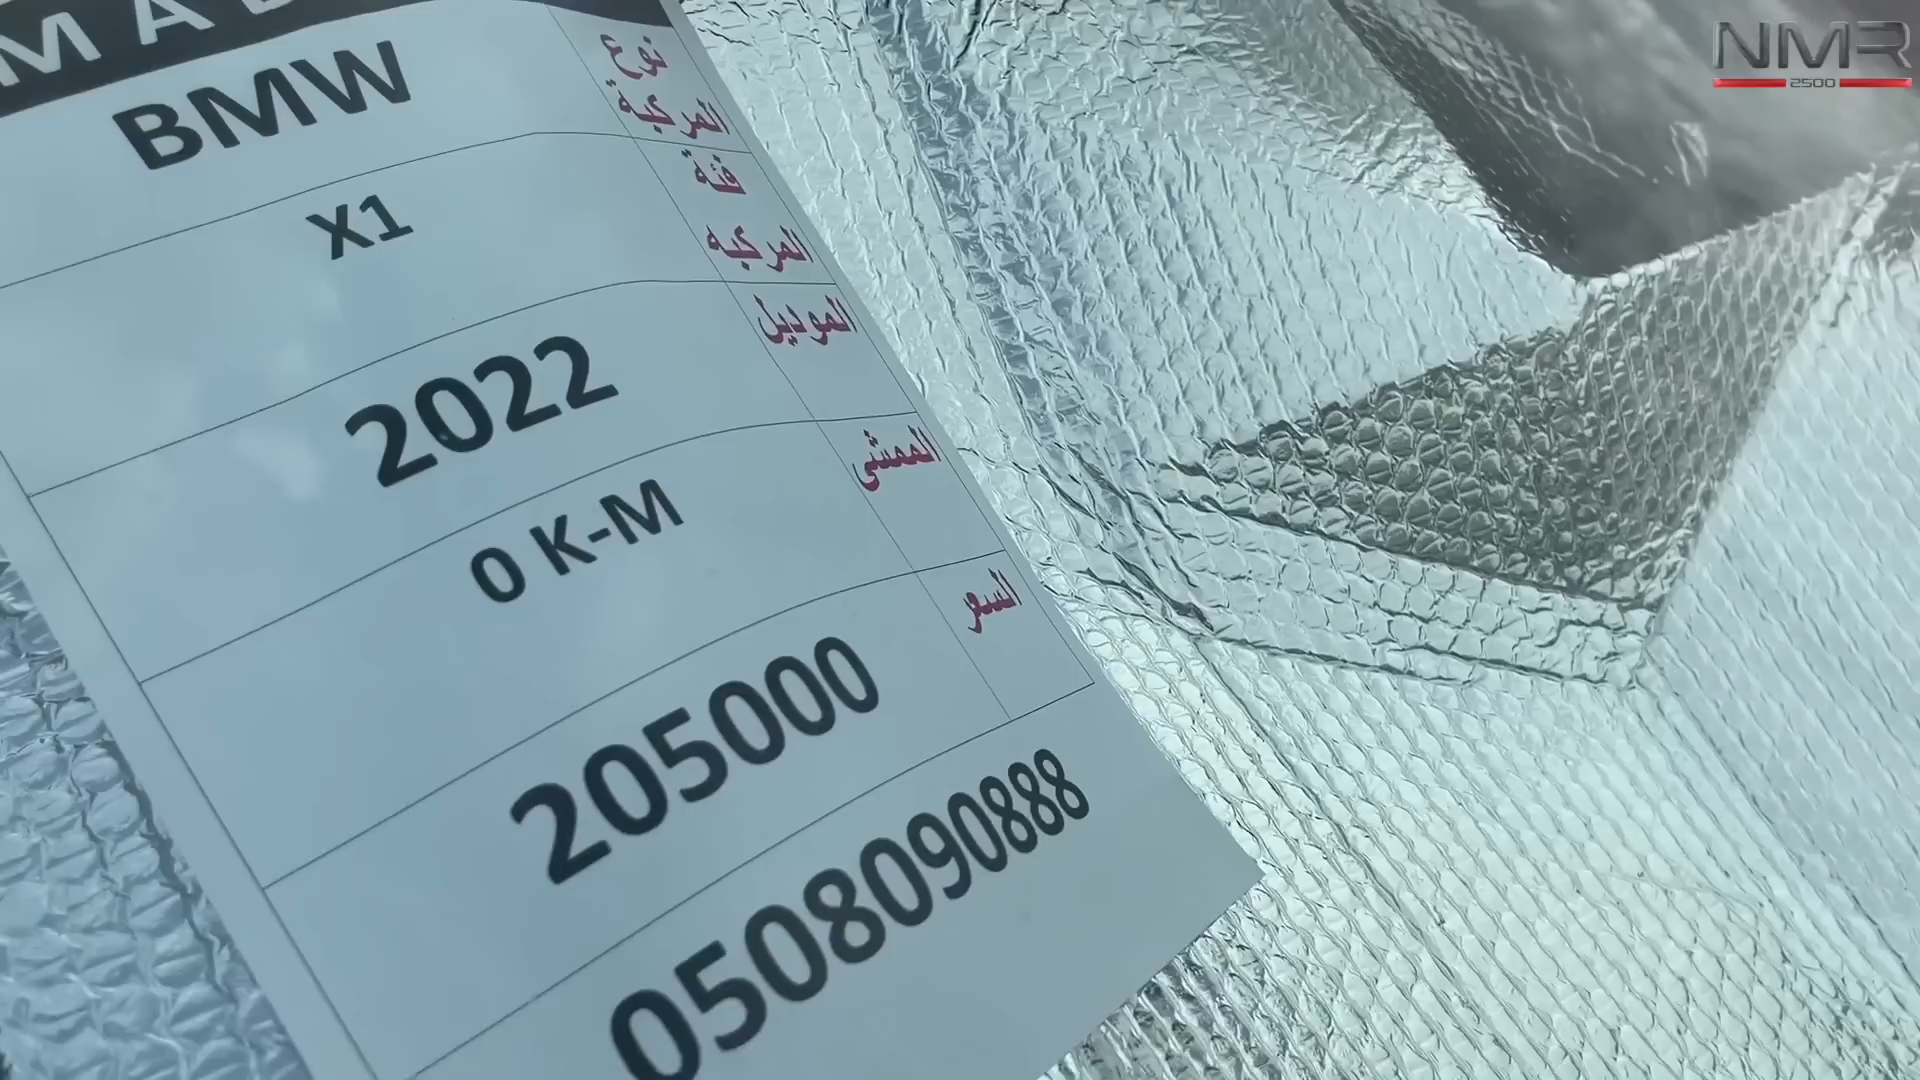 نوع المركبة BMW
فئة المركبه X1
الموديل 2022
الممشى 0 K-M
السعر 205000
0508090888
NMR
2500